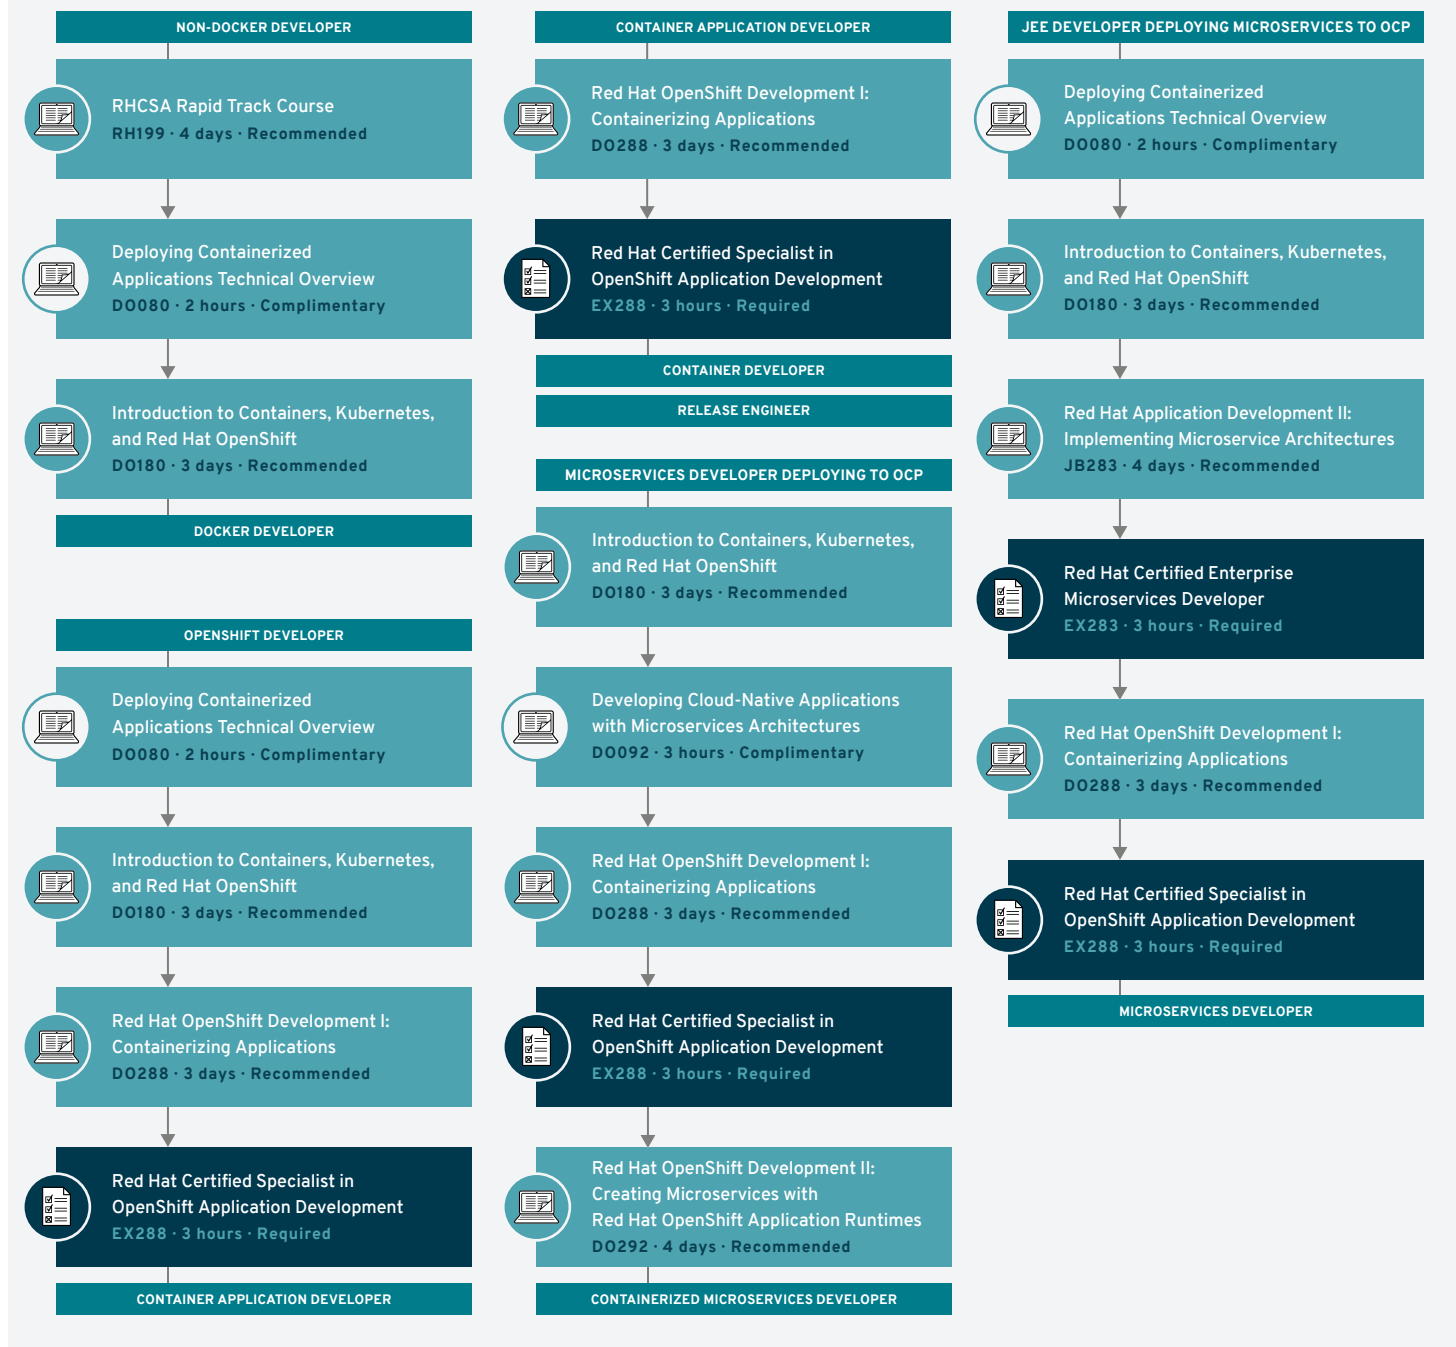 NON-DOCKER DEVELOPER
RHCSA Rapid Track Course
RH199 · 4 days · Recommended
Deploying Containerized
Applications Technical Overview
DO080 · 2 hours · Complimentary
Introduction to Containers, Kubernetes,
and Red Hat OpenShift
DO180 · 3 days · Recommended
DOCKER DEVELOPER
OPENSHIFT DEVELOPER
Deploying Containerized
Applications Technical Overview
DO080 · 2 hours · Complimentary
Introduction to Containers, Kubernetes,
and Red Hat OpenShift
DO180 · 3 days · Recommended
Red Hat OpenShift Development I:
Containerizing Applications
DO288 · 3 days · Recommended
Red Hat Certified Specialist in
OpenShift Application Development
EX288 · 3 hours · Required
CONTAINER APPLICATION DEVELOPER
CONTAINER APPLICATION DEVELOPER
Red Hat OpenShift Development I:
Containerizing Applications
DO288 · 3 days · Recommended
Red Hat Certified Specialist in
OpenShift Application Development
EX288 · 3 hours · Required
CONTAINER DEVELOPER
RELEASE ENGINEER
MICROSERVICES DEVELOPER DEPLOYING TO OCP
Introduction to Containers, Kubernetes,
and Red Hat OpenShift
DO180 · 3 days · Recommended
Developing Cloud-Native Applications
with Microservices Architectures
DO092 · 3 hours · Complimentary
Red Hat OpenShift Development I:
Containerizing Applications
DO288 · 3 days · Recommended
Red Hat Certified Specialist in
OpenShift Application Development
EX288 · 3 hours · Required
Red Hat OpenShift Development II:
Creating Microservices with
Red Hat OpenShift Application Runtimes
DO292 · 4 days · Recommended
CONTAINERIZED MICROSERVICES DEVELOPER
JEE DEVELOPER DEPLOYING MICROSERVICES TO OCP
Deploying Containerized
Applications Technical Overview
DO080 · 2 hours · Complimentary
Introduction to Containers, Kubernetes,
and Red Hat OpenShift
DO180 · 3 days · Recommended
Red Hat Application Development II:
Implementing Microservice Architectures
JB283 · 4 days · Recommended
Red Hat Certified Enterprise
Microservices Developer
EX283 · 3 hours · Required
Red Hat OpenShift Development I:
Containerizing Applications
DO288 · 3 days · Recommended
Red Hat Certified Specialist in
OpenShift Application Development
EX288 · 3 hours · Required
MICROSERVICES DEVELOPER